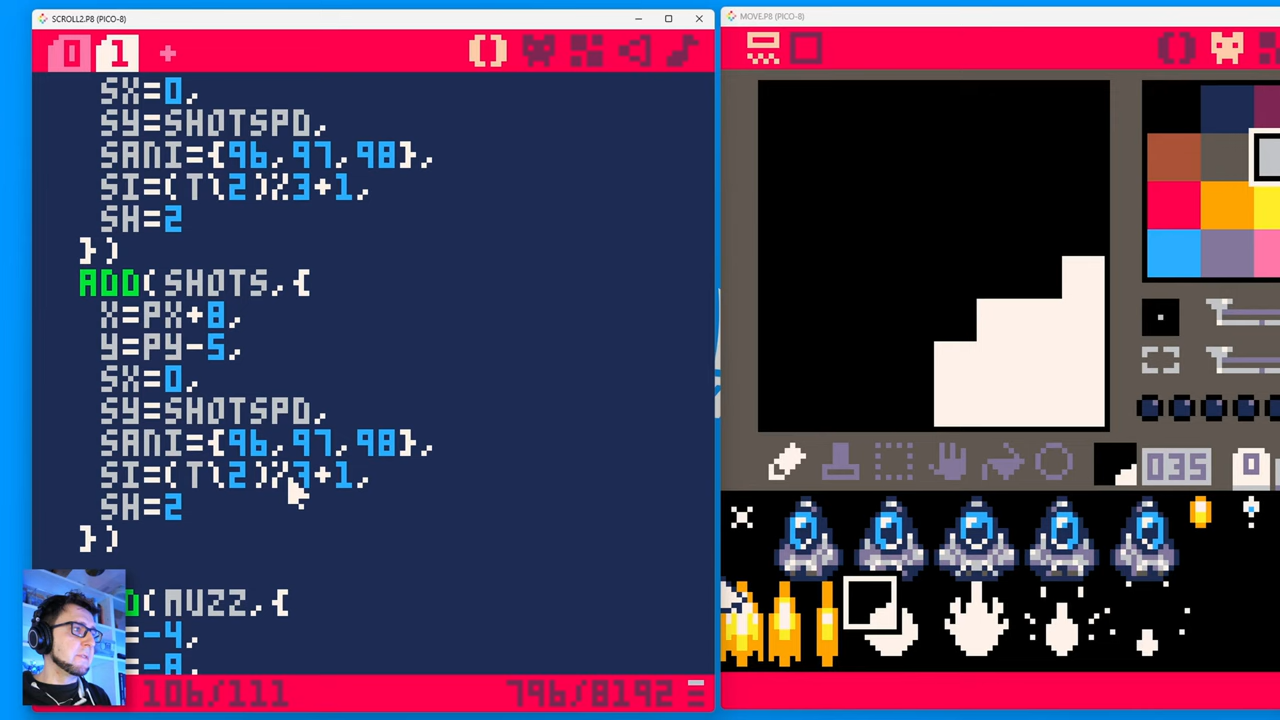 SCROLL2.P8 (PICO-8)
0 1 +
SX=0,
SY=SHOTSPD,
SANI={96,97,98},
SI=(T\2)%3+1,
SH=2
})
ADD(SHOTS,{
X=PX+8,
Y=PY-5,
SX=0,
SY=SHOTSPD,
SANI={96,97,98},
SI=(T\2)%3+1,
SH=2
})
D(MUZZ,{
=-4,
=-8,
106/111 796/8192
MOVE.P8 (PICO-8)
035 0